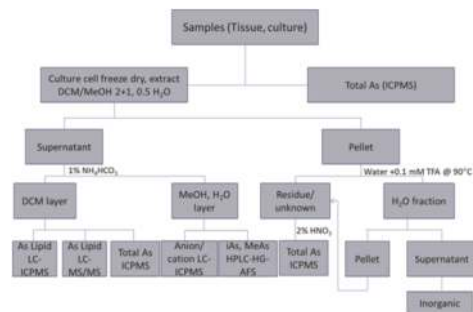 Samples (Tissue, culture)
Culture cell freeze dry, extract
DCM/MeOH 2+1, 0.5 H₂O
Total As (ICPMS)
Supernatant
Pellet
1% NH₄HCO₃
Water +0.1 mM TFA @ 90°C
DCM layer
MeOH, H₂O
layer
Residue/
unknown
H₂O fraction
2% HNO₃
As Lipid
LC-
ICPMS
As Lipid
LC-
MS/MS
Total As
ICPMS
Anion/
cation LC-
ICPMS
iAs, MeAs
HPLC-HG-
AFS
Total As
ICPMS
Pellet
Supernatant
Inorganic